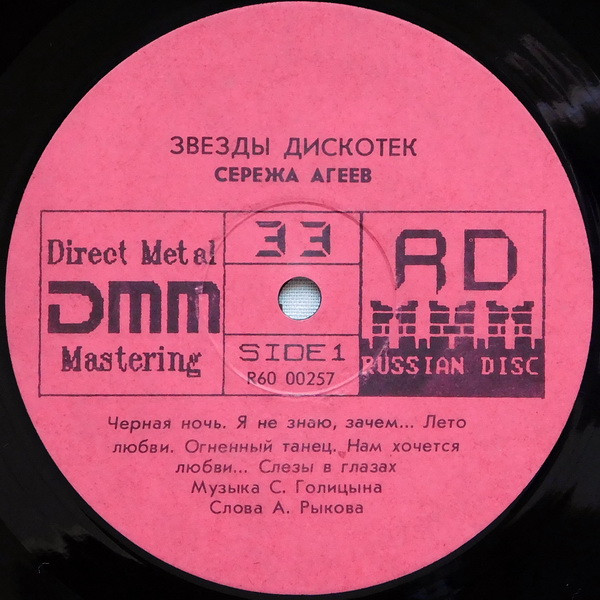 ЗВЕЗДЫ ДИСКОТЕК
СЕРЕЖА АГЕЕВ
Direct Metal
DMM
Mastering
33
SIDE 1
R60 00257
RD
RUSSIAN DISC
Черная ночь. Я не знаю, зачем... Лето
любви. Огненный танец. Нам хочется
любви... Слезы в глазах
Музыка С. Голицына
Слова А. Рыкова